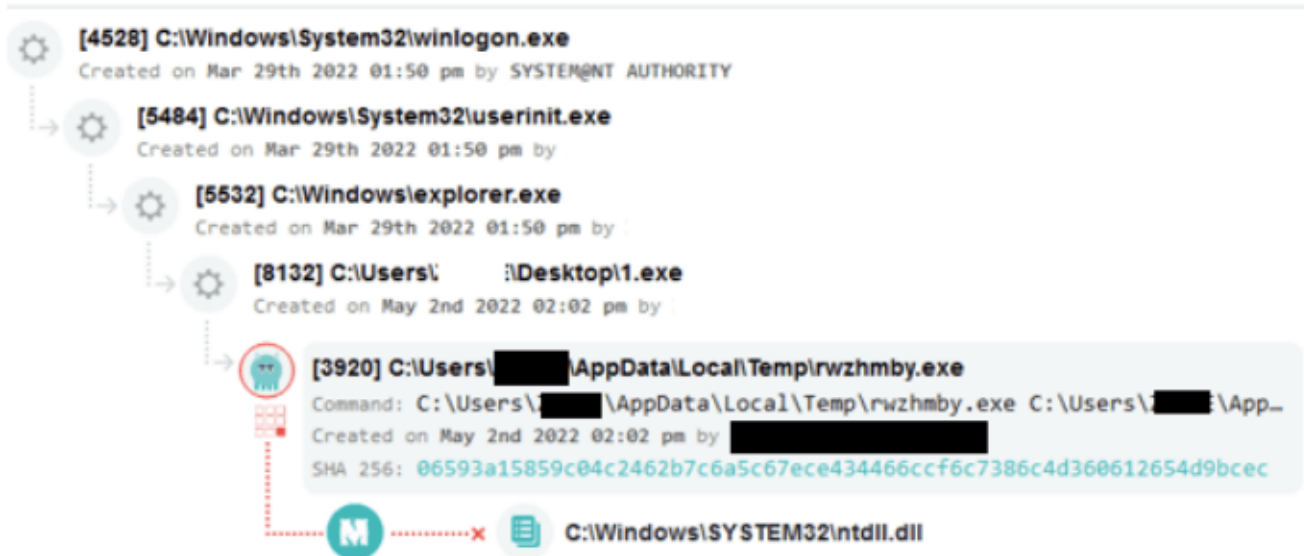 [4528] C:\Windows\System32\winlogon.exe
Created on Mar 29th 2022 01:50 pm by SYSTEM@NT AUTHORITY
[5484] C:\Windows\System32\userinit.exe
Created on Mar 29th 2022 01:50 pm by
[5532] C:\Windows\explorer.exe
Created on Mar 29th 2022 01:50 pm by
[8132] C:\Users\ \Desktop\1.exe
Created on May 2nd 2022 02:02 pm by
[3920] C:\Users\ \AppData\Local\Temp\rwzhmby.exe
Command: C:\Users\ \AppData\Local\Temp\rwzhmby.exe C:\Users\ \App…
Created on May 2nd 2022 02:02 pm by
SHA 256: 06593a15859c04c2462b7c6a5c67ece434466ccf6c7386c4d360612654d9bcec
M
C:\Windows\SYSTEM32\ntdll.dll